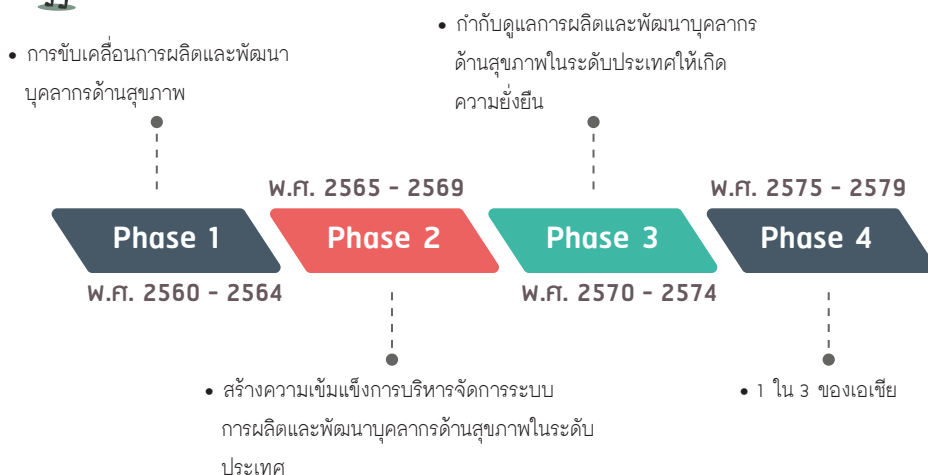 • การขับเคลื่อนการผลิตและพัฒนา
บุคลากรด้านสุขภาพ
• กำกับดูแลการผลิตและพัฒนาบุคลากร
ด้านสุขภาพในระดับประเทศให้เกิด
ความยั่งยืน
พ.ศ. 2565 - 2569
พ.ศ. 2575 - 2579
Phase 1
Phase 2
Phase 3
Phase 4
พ.ศ. 2560 - 2564
พ.ศ. 2570 - 2574
• สร้างความเข้มแข็งการบริหารจัดการระบบ
การผลิตและพัฒนาบุคลากรด้านสุขภาพในระดับ
ประเทศ
• 1 ใน 3 ของเอเชีย